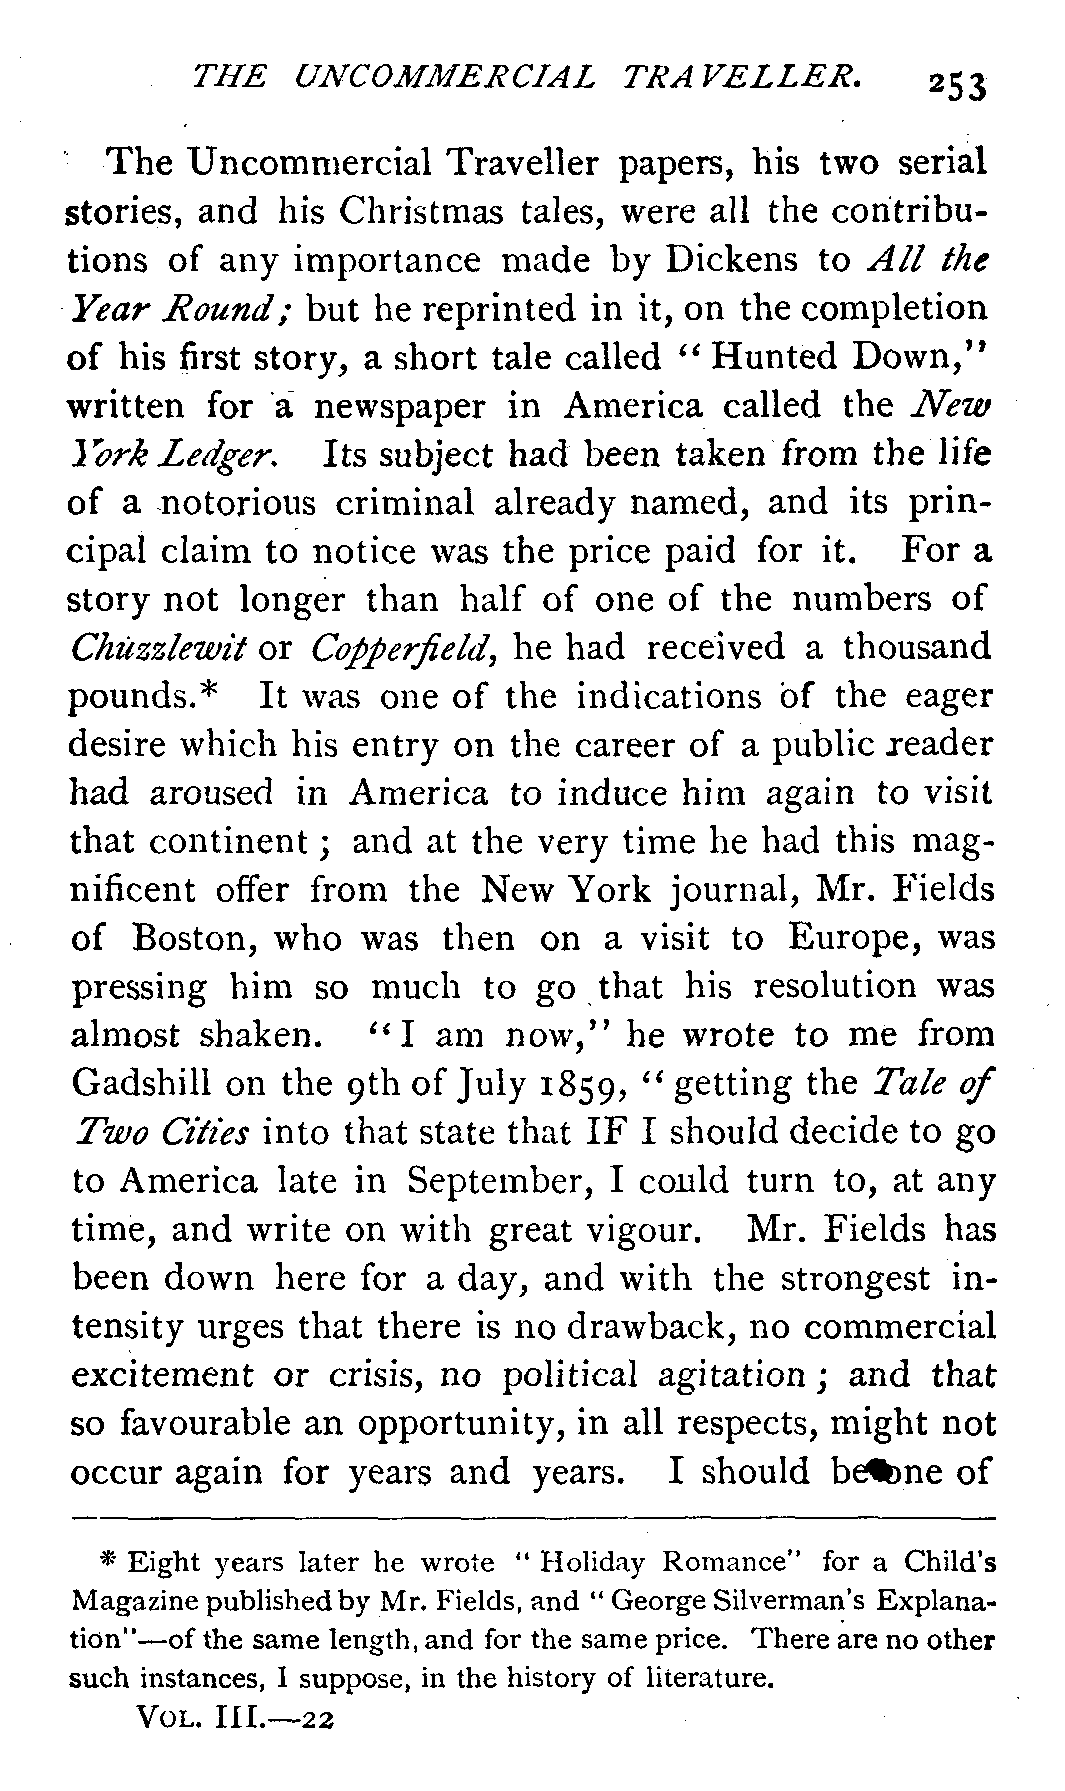 THE UNCOMMERCIAL TRAVELLER. 253
The Uncommercial Traveller papers, his two serial
stories, and his Christmas tales, were all the contribu-
tions of any importance made by Dickens to All the
Year Round; but he reprinted in it, on the completion
of his first story, a short tale called “Hunted Down,”
written for a newspaper in America called the New
York Ledger. Its subject had been taken from the life
of a notorious criminal already named, and its prin-
cipal claim to notice was the price paid for it. For a
story not longer than half of one of the numbers of
Chuzzlewit or Copperfield, he had received a thousand
pounds.* It was one of the indications of the eager
desire which his entry on the career of a public reader
had aroused in America to induce him again to visit
that continent; and at the very time he had this mag-
nificent offer from the New York journal, Mr. Fields
of Boston, who was then on a visit to Europe, was
pressing him so much to go that his resolution was
almost shaken. “I am now,” he wrote to me from
Gadshill on the 9th of July 1859, “getting the Tale of
Two Cities into that state that IF I should decide to go
to America late in September, I could turn to, at any
time, and write on with great vigour. Mr. Fields has
been down here for a day, and with the strongest in-
tensity urges that there is no drawback, no commercial
excitement or crisis, no political agitation; and that
so favourable an opportunity, in all respects, might not
occur again for years and years. I should be one of
* Eight years later he wrote “Holiday Romance” for a Child's
Magazine published by Mr. Fields, and “George Silverman's Explana-
tion”—of the same length, and for the same price. There are no other
such instances, I suppose, in the history of literature.
VOL. III.—22